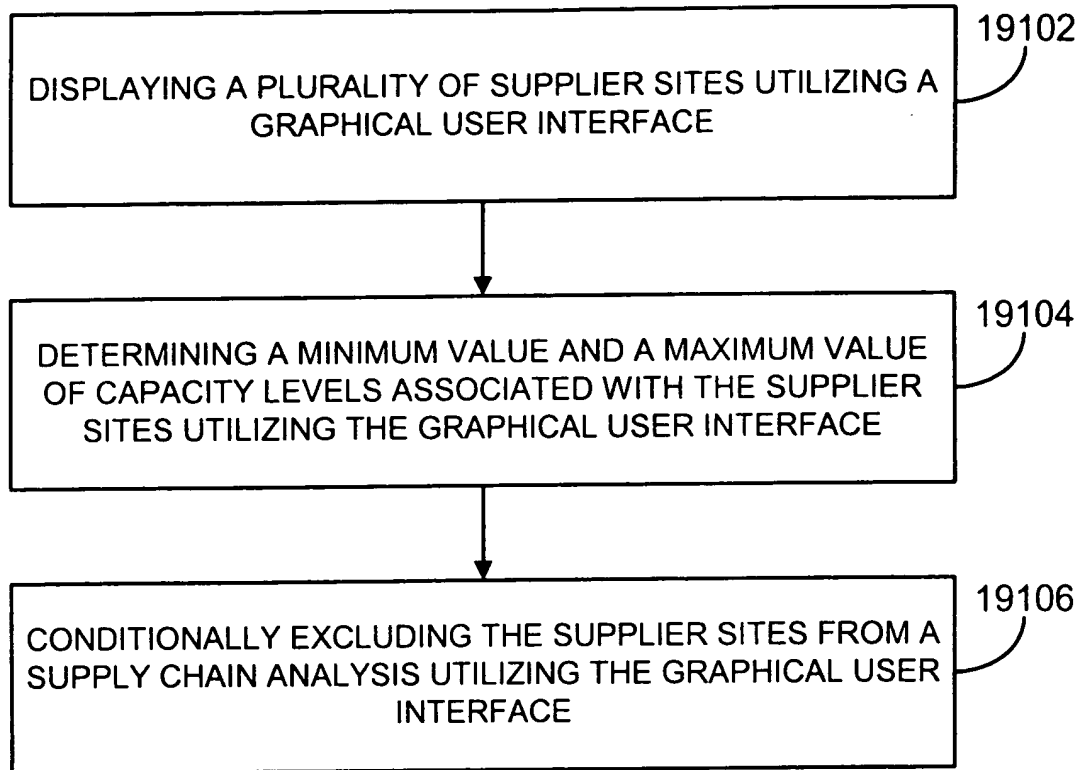 19102
DISPLAYING A PLURALITY OF SUPPLIER SITES UTILIZING A
GRAPHICAL USER INTERFACE
19104
DETERMINING A MINIMUM VALUE AND A MAXIMUM VALUE
OF CAPACITY LEVELS ASSOCIATED WITH THE SUPPLIER
SITES UTILIZING THE GRAPHICAL USER INTERFACE
19106
CONDITIONALLY EXCLUDING THE SUPPLIER SITES FROM A
SUPPLY CHAIN ANALYSIS UTILIZING THE GRAPHICAL USER
INTERFACE